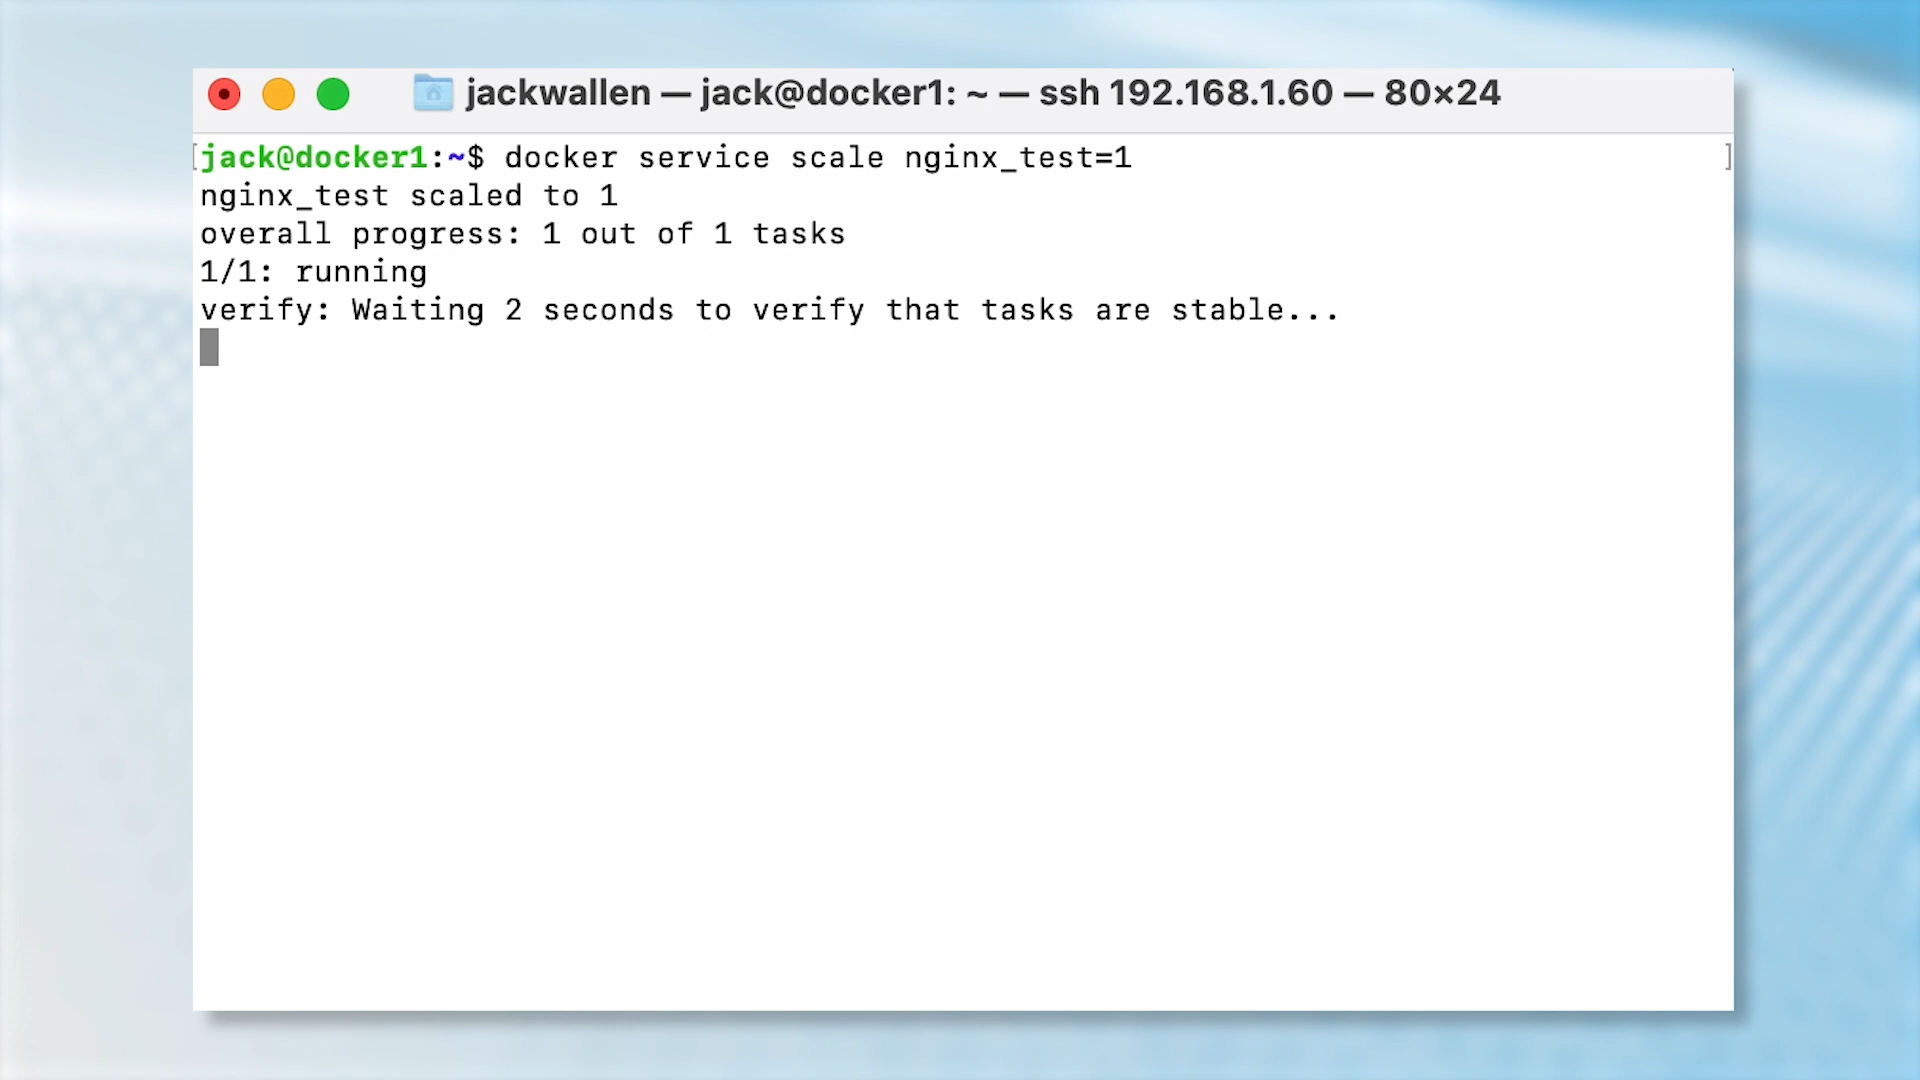 jackwallen — jack@docker1: ~ — ssh 192.168.1.60 — 80×24
[jack@docker1:~$ docker service scale nginx_test=1 ]
nginx_test scaled to 1
overall progress: 1 out of 1 tasks
1/1: running
verify: Waiting 2 seconds to verify that tasks are stable...